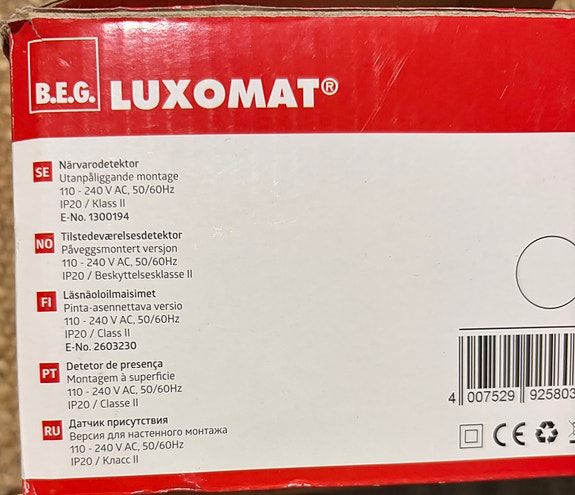 B.E.G. LUXOMAT®
SE Närvarodetektor
Utanpåliggande montage
110 - 240 V AC, 50/60Hz
IP20 / Klass II
E-No. 1300194
NO Tilstedeværelsesdetektor
Påveggsmontert versjon
110 - 240 V AC, 50/60Hz
IP20 / Beskyttelsesklasse II
FI Läsnäoloilmaisimet
Pinta-asennettava versio
110 - 240 V AC, 50/60Hz
IP20 / Class II
E-No. 2603230
PT Detetor de presença
Montagem à superfície
110 - 240 V AC, 50/60Hz
IP20 / Classe II
RU Датчик присутствия
Версия для настенного монтажа
110 - 240 V AC, 50/60Hz
IP20 / Класс II
4 007529 925803
CE